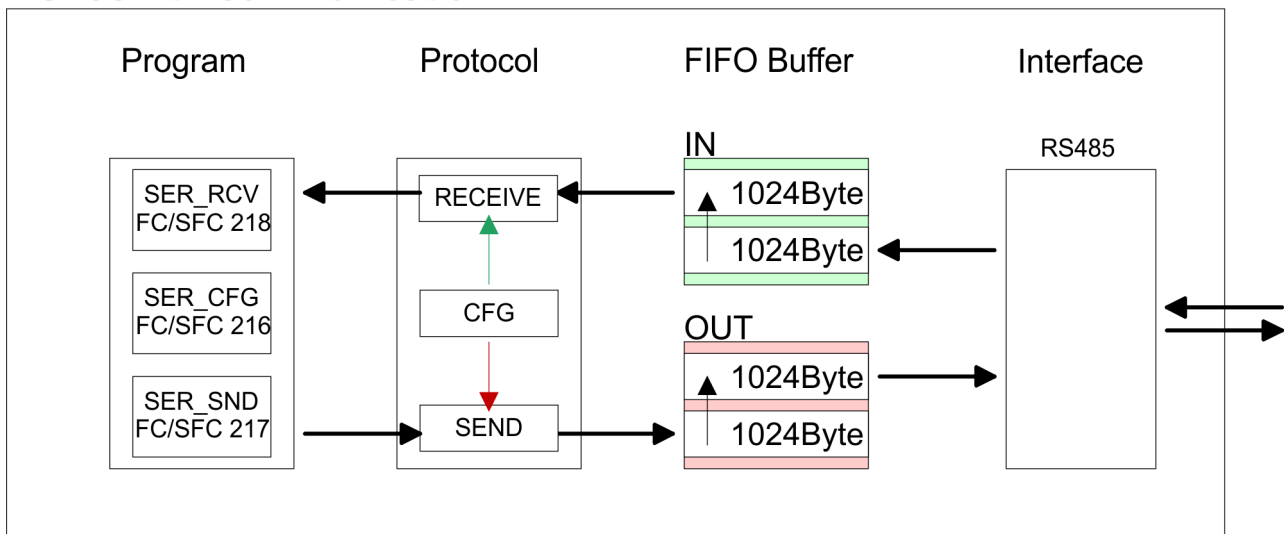 Program
Protocol
FIFO Buffer
Interface
SER_RCV
FC/SFC 218
SER_CFG
FC/SFC 216
SER_SND
FC/SFC 217
RECEIVE
CFG
SEND
IN
1024Byte
1024Byte
OUT
1024Byte
1024Byte
RS485